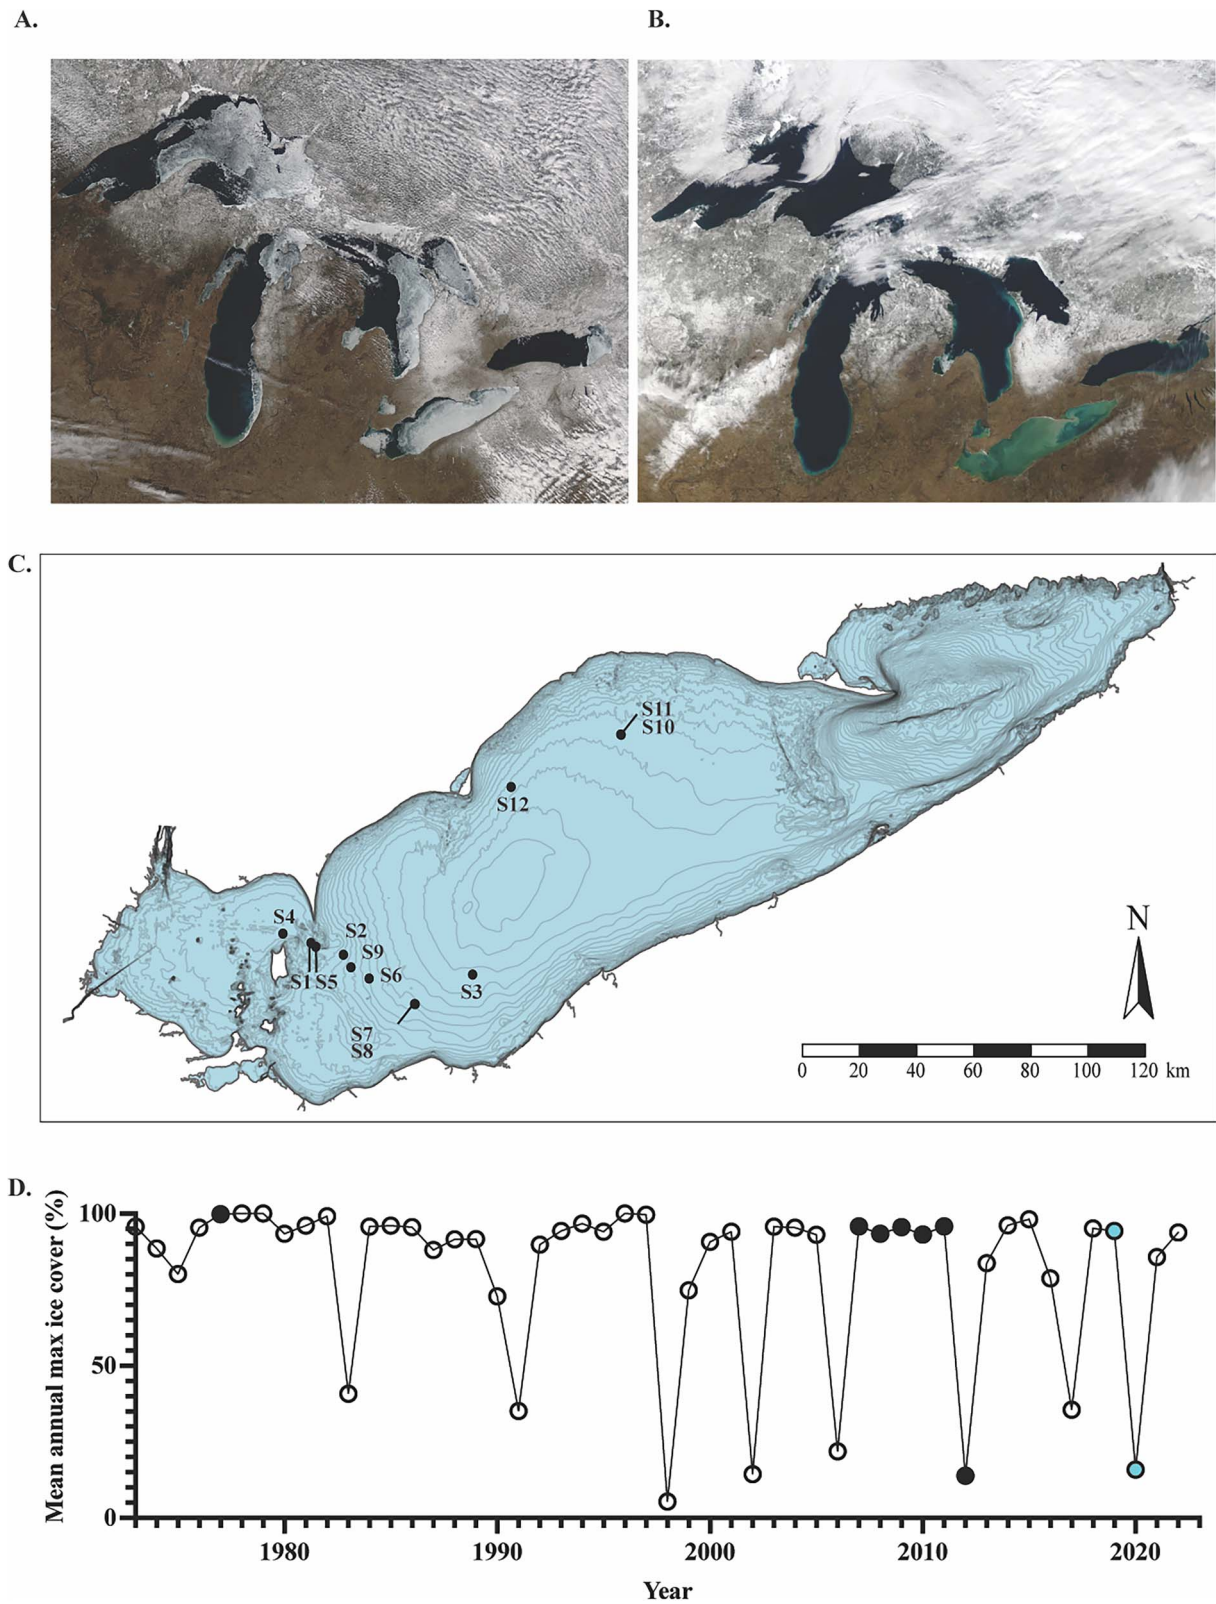 A.
B.
C.
S11
S10
S12
S4
S2
S9
S1 S5
S6
S3
S7
S8
N
0 20 40 60 80 100 120 km
D.
Mean annual max ice cover (%)
100
50
0
1980 1990 2000 2010 2020
Year